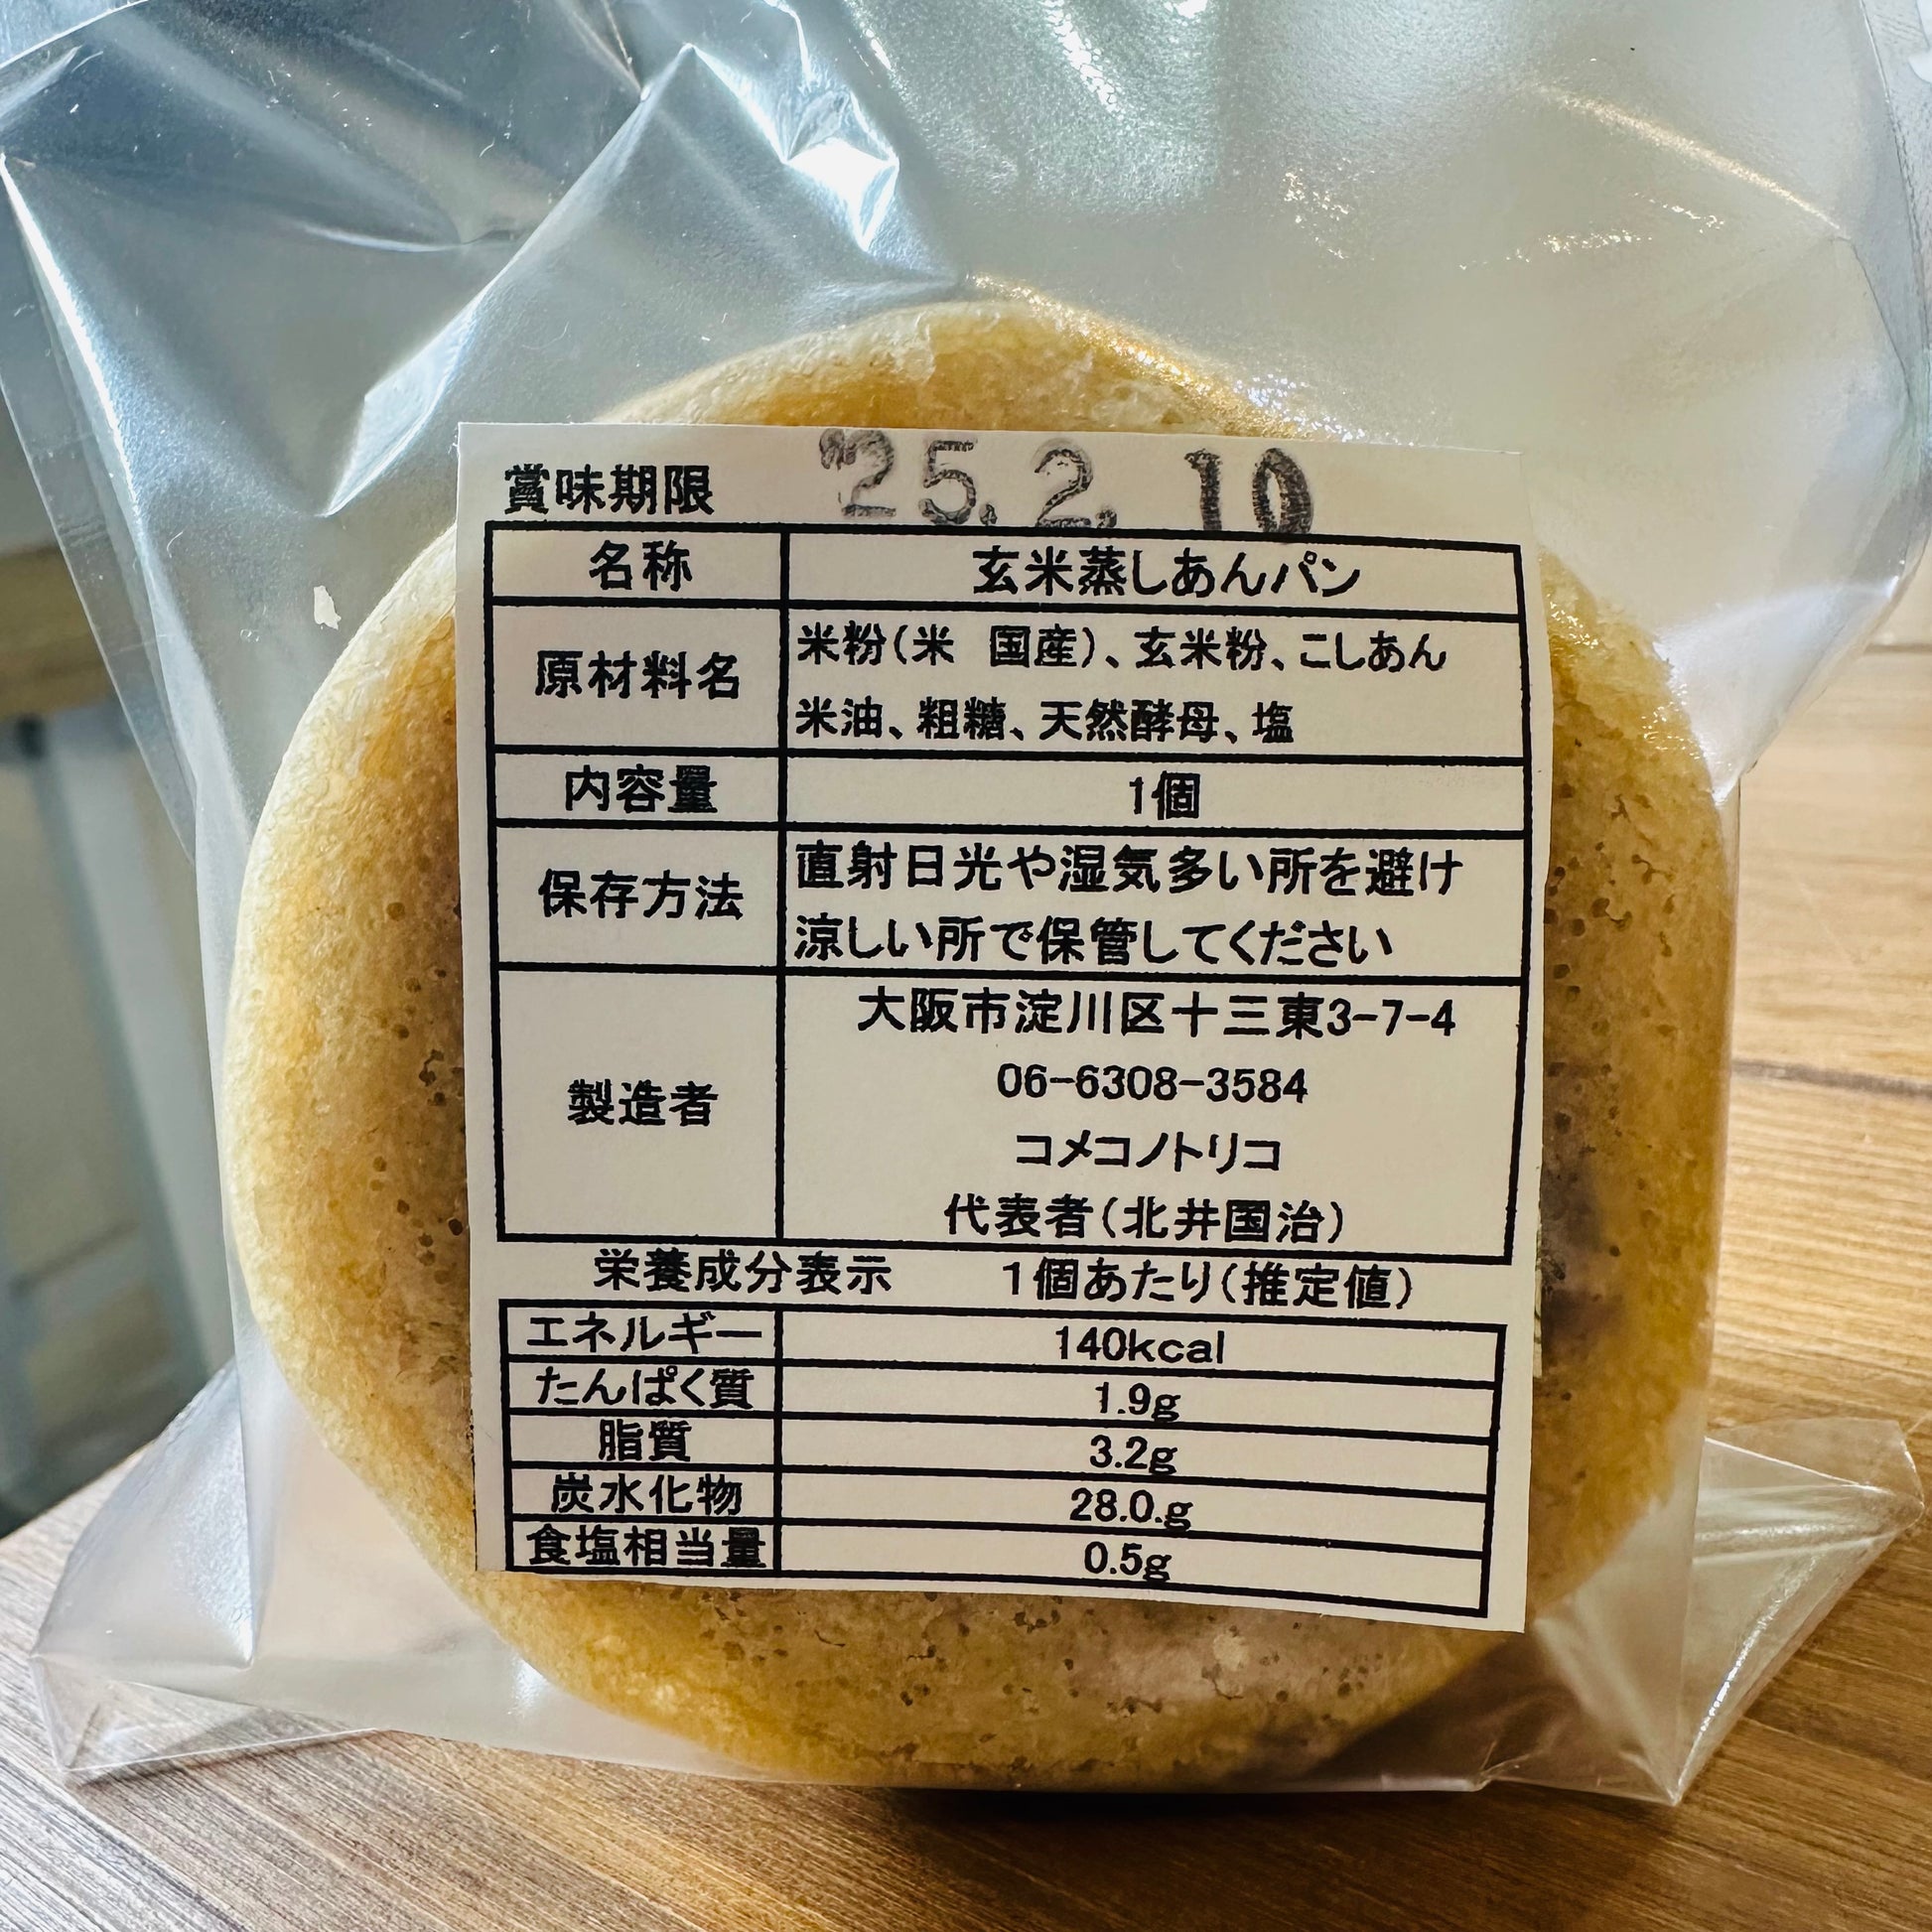 賞味期限 '25.2.10
名称 玄米蒸しあんパン
原材料名 米粉(米 国産)、玄米粉、こしあん
米油、粗糖、天然酵母、塩
内容量 1個
保存方法 直射日光や湿気多い所を避け
涼しい所で保管してください
製造者 大阪市淀川区十三東3-7-4
06-6308-3584
コメコノトリコ
代表者(北井国治)
栄養成分表示 1個あたり(推定値)
エネルギー 140kcal
たんぱく質 1.9g
脂質 3.2g
炭水化物 28.0.g
食塩相当量 0.5g